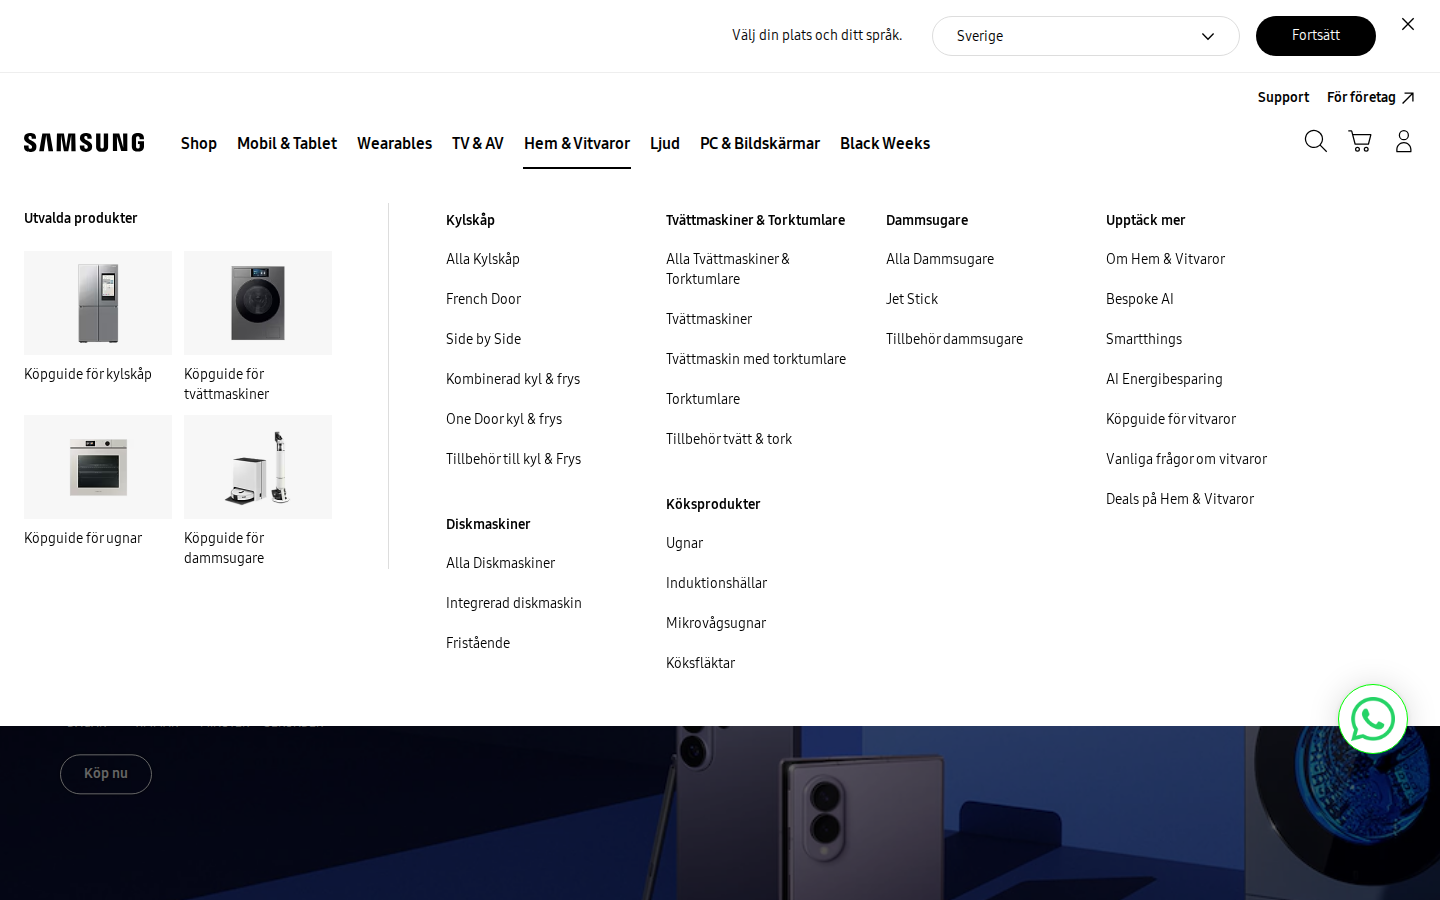 Välj din plats och ditt språk.
Sverige
Fortsätt
Support
För företag
SAMSUNG
Shop
Mobil & Tablet
Wearables
TV & AV
Hem & Vitvaror
Ljud
PC & Bildskärmar
Black Weeks
Utvalda produkter
Köpguide för kylskåp
Köpguide för
tvättmaskiner
Köpguide för ugnar
Köpguide för
dammsugare
Kylskåp
Alla Kylskåp
French Door
Side by Side
Kombinerad kyl & frys
One Door kyl & frys
Tillbehör till kyl & Frys
Diskmaskiner
Alla Diskmaskiner
Integrerad diskmaskin
Fristående
Tvättmaskiner & Torktumlare
Alla Tvättmaskiner &
Torktumlare
Tvättmaskiner
Tvättmaskin med torktumlare
Torktumlare
Tillbehör tvätt & tork
Köksprodukter
Ugnar
Induktionshällar
Mikrovågsugnar
Köksfläktar
Dammsugare
Alla Dammsugare
Jet Stick
Tillbehör dammsugare
Upptäck mer
Om Hem & Vitvaror
Bespoke AI
Smartthings
AI Energibesparing
Köpguide för vitvaror
Vanliga frågor om vitvaror
Deals på Hem & Vitvaror
Köp nu